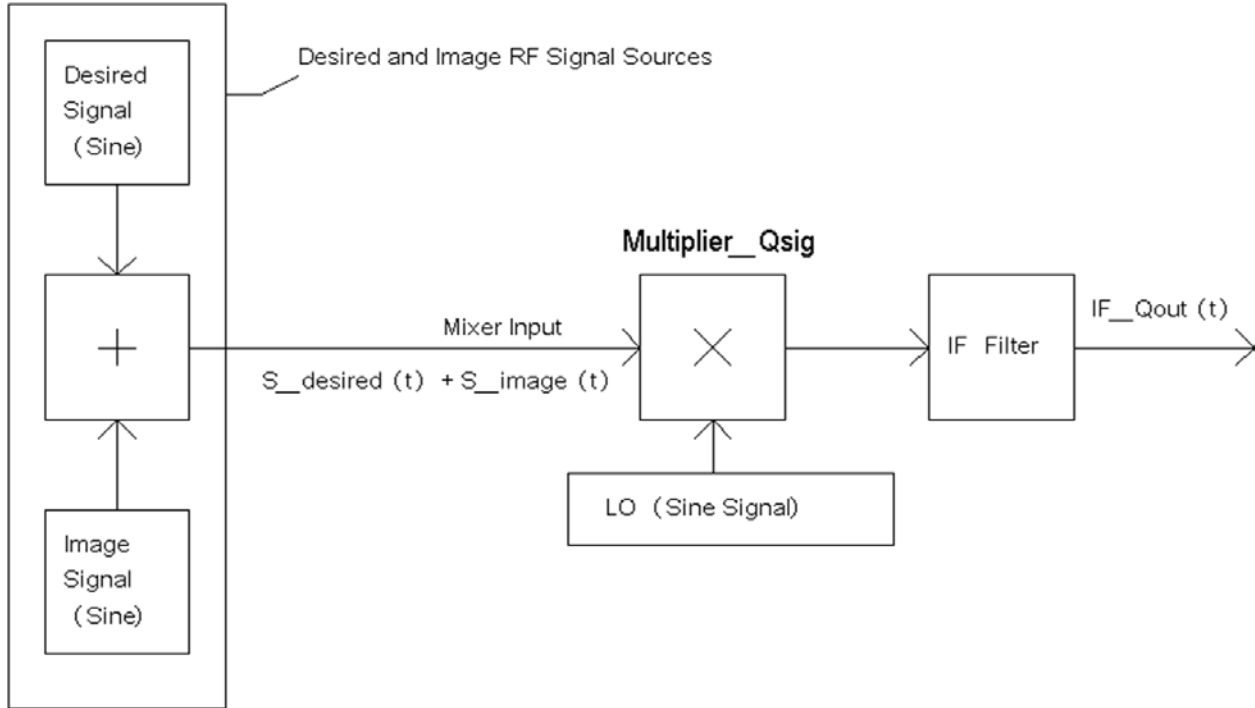 Desired and Image RF Signal Sources
Desired
Signal
(Sine)
+
Multiplier__Qsig
Mixer Input
S__desired (t) + S__image (t)
×
IF Filter
IF__Qout (t)
LO (Sine Signal)
Image
Signal
(Sine)